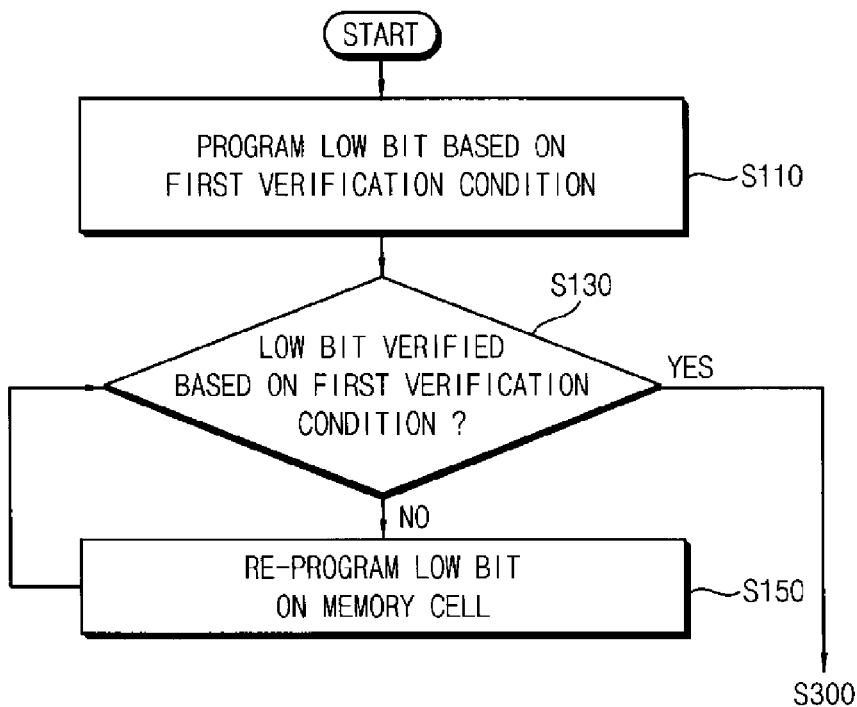 START
PROGRAM LOW BIT BASED ON
FIRST VERIFICATION CONDITION
S110
S130
LOW BIT VERIFIED
BASED ON FIRST VERIFICATION
CONDITION ?
YES
NO
RE-PROGRAM LOW BIT
ON MEMORY CELL
S150
S300